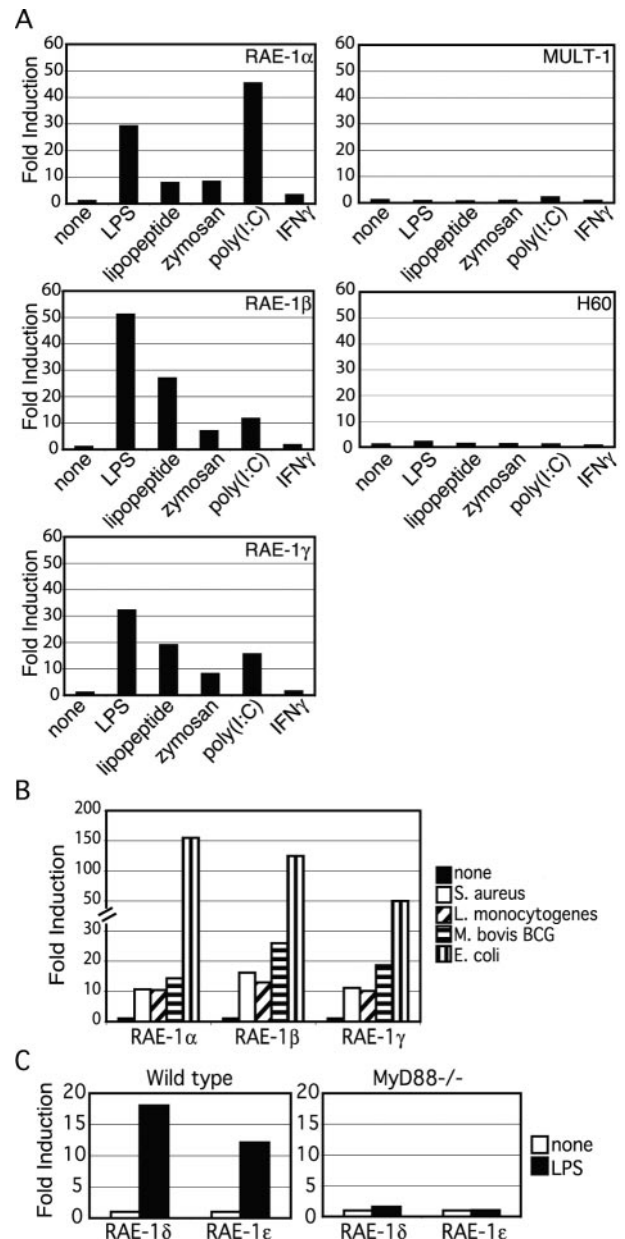 A
RAE-1α
Fold Induction
60
50
40
30
20
10
0
none
LPS
lipopeptide
zymosan
poly(I:C)
IFNγ
MULT-1
60
50
40
30
20
10
0
none
LPS
lipopeptide
zymosan
poly(I:C)
IFNγ
RAE-1β
Fold Induction
60
50
40
30
20
10
0
none
LPS
lipopeptide
zymosan
poly(I:C)
IFNγ
H60
60
50
40
30
20
10
0
none
LPS
lipopeptide
zymosan
poly(I:C)
IFNγ
RAE-1γ
Fold Induction
60
50
40
30
20
10
0
none
LPS
lipopeptide
zymosan
poly(I:C)
IFNγ
B
Fold Induction
200
150
100
50
30
20
10
0
RAE-1α
RAE-1β
RAE-1γ
none
S. aureus
L. monocytogenes
M. bovis BCG
E. coli
C
Wild type
Fold Induction
20
15
10
5
0
RAE-1δ
RAE-1ε
MyD88-/-
20
15
10
5
0
RAE-1δ
RAE-1ε
none
LPS